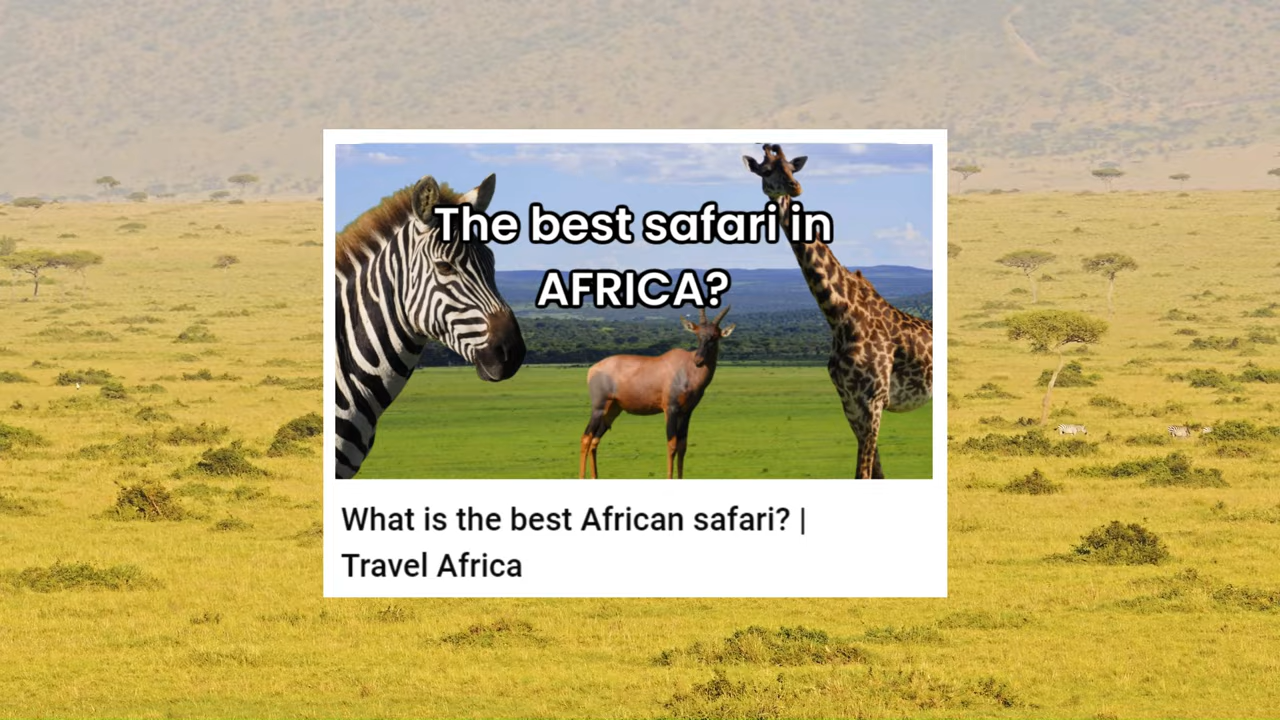 The best safari in
AFRICA?
What is the best African safari? |
Travel Africa